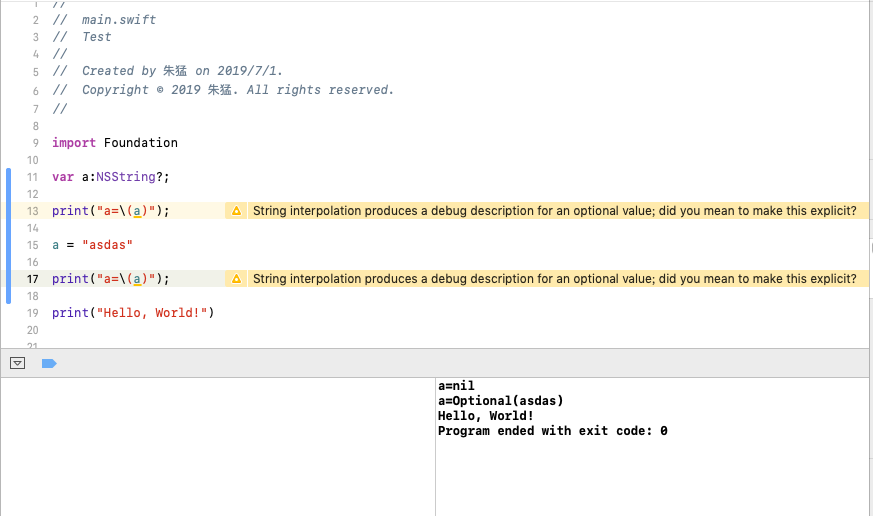 1 //
2 // main.swift
3 // Test
4 //
5 // Created by 朱猛 on 2019/7/1.
6 // Copyright © 2019 朱猛. All rights reserved.
7 //
8
9 import Foundation
10
11 var a:NSString?;
12
13 print("a=\(a)"); String interpolation produces a debug description for an optional value; did you mean to make this explicit?
14
15 a = "asdas"
16
17 print("a=\(a)"); String interpolation produces a debug description for an optional value; did you mean to make this explicit?
18
19 print("Hello, World!")
20
21
a=nil
a=Optional(asdas)
Hello, World!
Program ended with exit code: 0